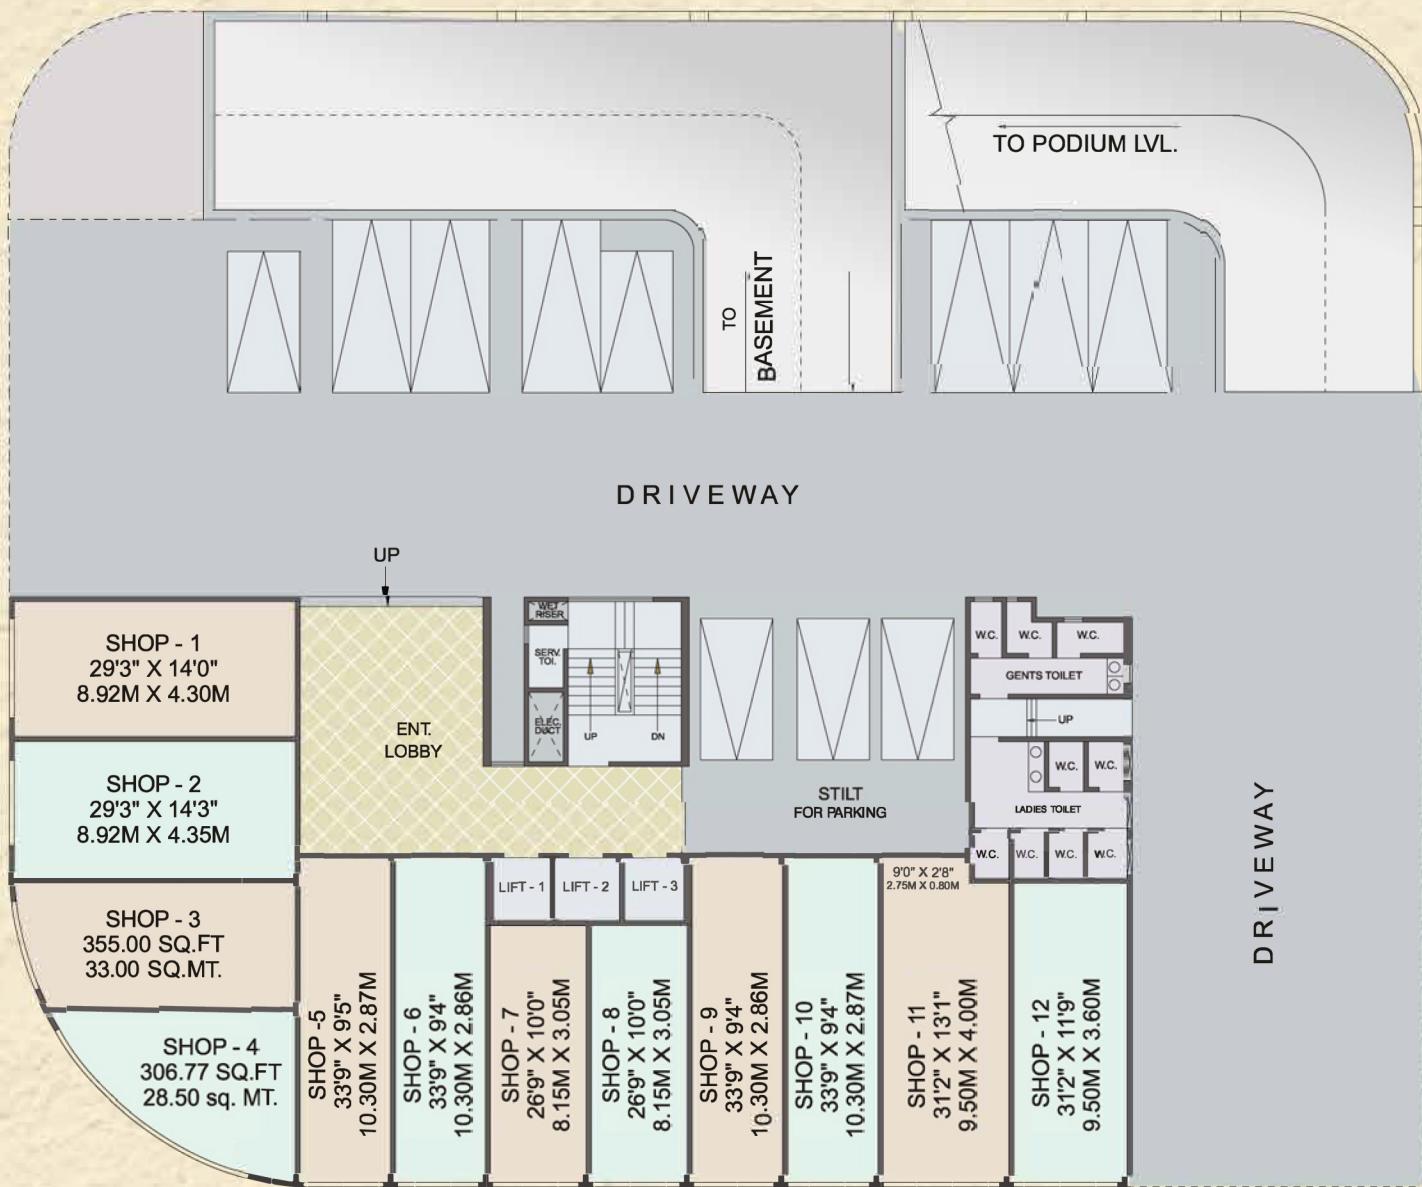 TO PODIUM LVL.
TO
BASEMENT
DRIVEWAY
UP
SHOP - 1
29'3" X 14'0"
8.92M X 4.30M
SHOP - 2
29'3" X 14'3"
8.92M X 4.35M
SHOP - 3
355.00 SQ.FT
33.00 SQ.MT.
SHOP - 4
306.77 SQ.FT
28.50 sq. MT.
ENT.
LOBBY
WET
RISER
SERV.
TOI.
ELEC.
DUCT
UP
DN
STILT
FOR PARKING
W.C.
W.C.
W.C.
GENTS TOILET
UP
W.C.
W.C.
LADIES TOILET
W.C.
W.C.
W.C.
W.C.
DRIVEWAY
LIFT - 1
LIFT - 2
LIFT - 3
9'0" X 2'8"
2.75M X 0.80M
SHOP -5
33'9" X 9'5"
10.30M X 2.87M
SHOP - 6
33'9" X 9'4"
10.30M X 2.86M
SHOP - 7
26'9" X 10'0"
8.15M X 3.05M
SHOP - 8
26'9" X 10'0"
8.15M X 3.05M
SHOP - 9
33'9" X 9'4"
10.30M X 2.86M
SHOP - 10
33'9" X 9'4"
10.30M X 2.87M
SHOP - 11
31'2" X 13'1"
9.50M X 4.00M
SHOP - 12
31'2" X 11'9"
9.50M X 3.60M